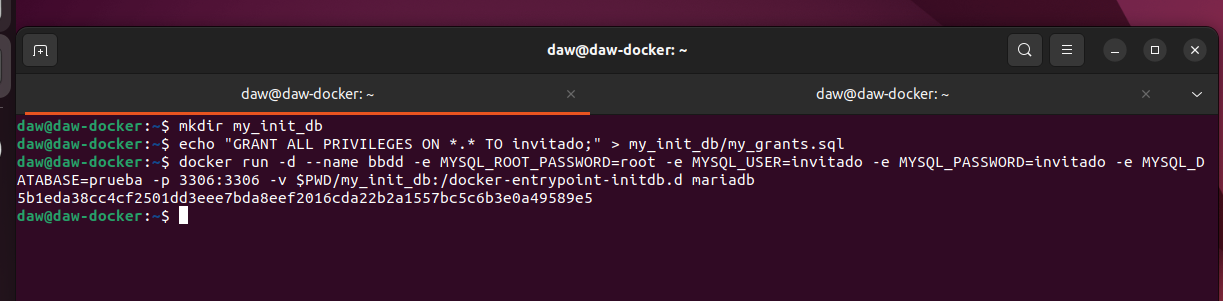 daw@daw-docker: ~
daw@daw-docker: ~
daw@daw-docker: ~
daw@daw-docker:~$ mkdir my_init_db
daw@daw-docker:~$ echo "GRANT ALL PRIVILEGES ON *.* TO invitado;" > my_init_db/my_grants.sql
daw@daw-docker:~$ docker run -d --name bbdd -e MYSQL_ROOT_PASSWORD=root -e MYSQL_USER=invitado -e MYSQL_PASSWORD=invitado -e MYSQL_D
ATABASE=prueba -p 3306:3306 -v $PWD/my_init_db:/docker-entrypoint-initdb.d mariadb
5b1eda38cc4cf2501dd3eee7bda8eef2016cda22b2a1557bc5c6b3e0a49589e5
daw@daw-docker:~$